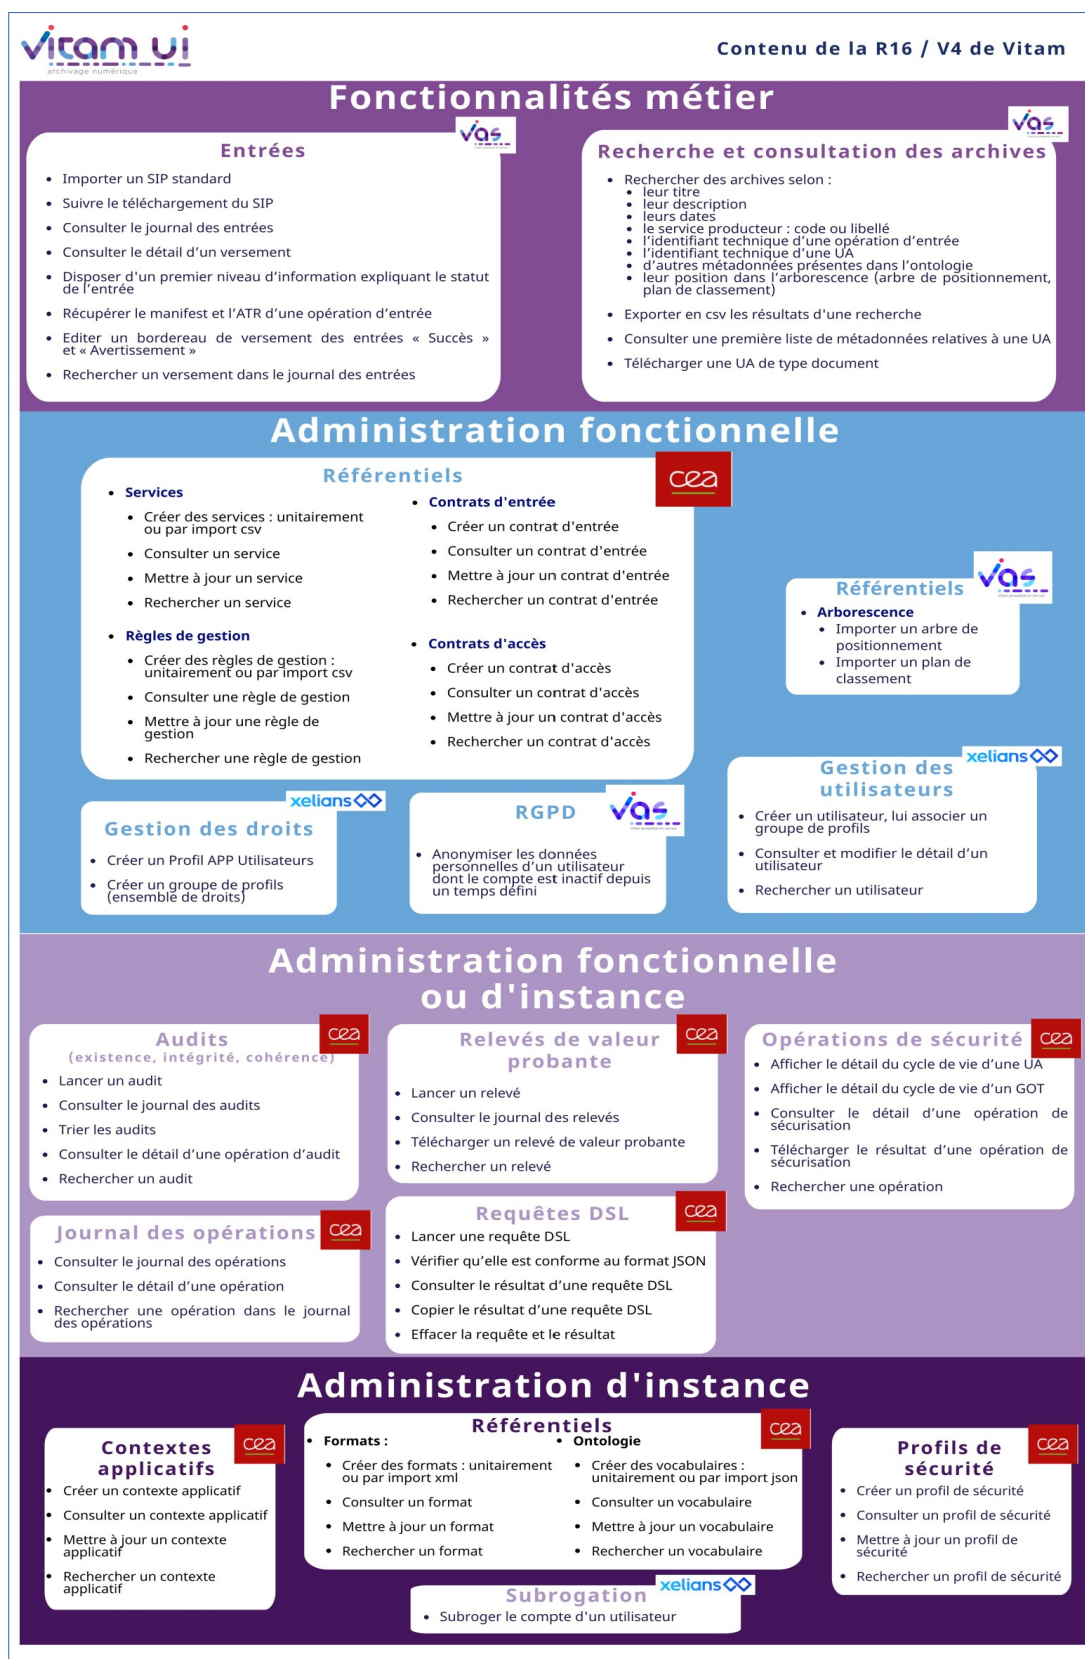 vitam ui
archivage numérique
Contenu de la R16 / V4 de Vitam
Fonctionnalités métier
vas
Entrées
• Importer un SIP standard
• Suivre le téléchargement du SIP
• Consulter le journal des entrées
• Consulter le détail d'un versement
• Disposer d'un premier niveau d'information expliquant le statut
de l'entrée
• Récupérer le manifest et l'ATR d'une opération d'entrée
• Editer un bordereau de versement des entrées « Succès »
et « Avertissement »
• Rechercher un versement dans le journal des entrées
vas
Recherche et consultation des archives
• Rechercher des archives selon :
• leur titre
• leur description
• leurs dates
• le service producteur : code ou libellé
• l'identifiant technique d'une opération d'entrée
• l'identifiant technique d'une UA
• d'autres métadonnées présentes dans l'ontologie
• leur position dans l'arborescence (arbre de positionnement,
plan de classement)
• Exporter en csv les résultats d'une recherche
• Consulter une première liste de métadonnées relatives à une UA
• Télécharger une UA de type document
Administration fonctionnelle
cea
Référentiels
• Services
• Créer des services : unitairement
ou par import csv
• Consulter un service
• Mettre à jour un service
• Rechercher un service
• Règles de gestion
• Créer des règles de gestion :
unitairement ou par import csv
• Consulter une règle de gestion
• Mettre à jour une règle de
gestion
• Rechercher une règle de gestion
• Contrats d'entrée
• Créer un contrat d'entrée
• Consulter un contrat d'entrée
• Mettre à jour un contrat d'entrée
• Rechercher un contrat d'entrée
• Contrats d'accès
• Créer un contrat d'accès
• Consulter un contrat d'accès
• Mettre à jour un contrat d'accès
• Rechercher un contrat d'accès
vas
Référentiels
• Arborescence
• Importer un arbre de
positionnement
• Importer un plan de
classement
xelians
Gestion des droits
• Créer un Profil APP Utilisateurs
• Créer un groupe de profils
(ensemble de droits)
vas
RGPD
• Anonymiser les données
personnelles d'un utilisateur
dont le compte est inactif depuis
un temps défini
xelians
Gestion des
utilisateurs
• Créer un utilisateur, lui associer un
groupe de profils
• Consulter et modifier le détail d'un
utilisateur
• Rechercher un utilisateur
Administration fonctionnelle
ou d'instance
cea
Audits
(existence, intégrité, cohérence)
• Lancer un audit
• Consulter le journal des audits
• Trier les audits
• Consulter le détail d'une opération d'audit
• Rechercher un audit
cea
Relevés de valeur
probante
• Lancer un relevé
• Consulter le journal des relevés
• Télécharger un relevé de valeur probante
• Rechercher un relevé
cea
Opérations de sécurité
• Afficher le détail du cycle de vie d'une UA
• Afficher le détail du cycle de vie d'un GOT
• Consulter le détail d'une opération de
sécurisation
• Télécharger le résultat d'une opération de
sécurisation
• Rechercher une opération
cea
Journal des opérations
• Consulter le journal des opérations
• Consulter le détail d'une opération
• Rechercher une opération dans le journal
des opérations
cea
Requêtes DSL
• Lancer une requête DSL
• Vérifier qu'elle est conforme au format JSON
• Consulter le résultat d'une requête DSL
• Copier le résultat d'une requête DSL
• Effacer la requête et le résultat
Administration d'instance
cea
Contextes
applicatifs
• Créer un contexte applicatif
• Consulter un contexte applicatif
• Mettre à jour un contexte
applicatif
• Rechercher un contexte
applicatif
cea
Référentiels
• Formats :
• Créer des formats : unitairement
ou par import xml
• Consulter un format
• Mettre à jour un format
• Rechercher un format
• Ontologie
• Créer des vocabulaires :
unitairement ou par import json
• Consulter un vocabulaire
• Mettre à jour un vocabulaire
• Rechercher un vocabulaire
cea
Profils de
sécurité
• Créer un profil de sécurité
• Consulter un profil de sécurité
• Mettre à jour un profil de
sécurité
• Rechercher un profil de sécurité
xelians
Subrogation
• Subroger le compte d'un utilisateur